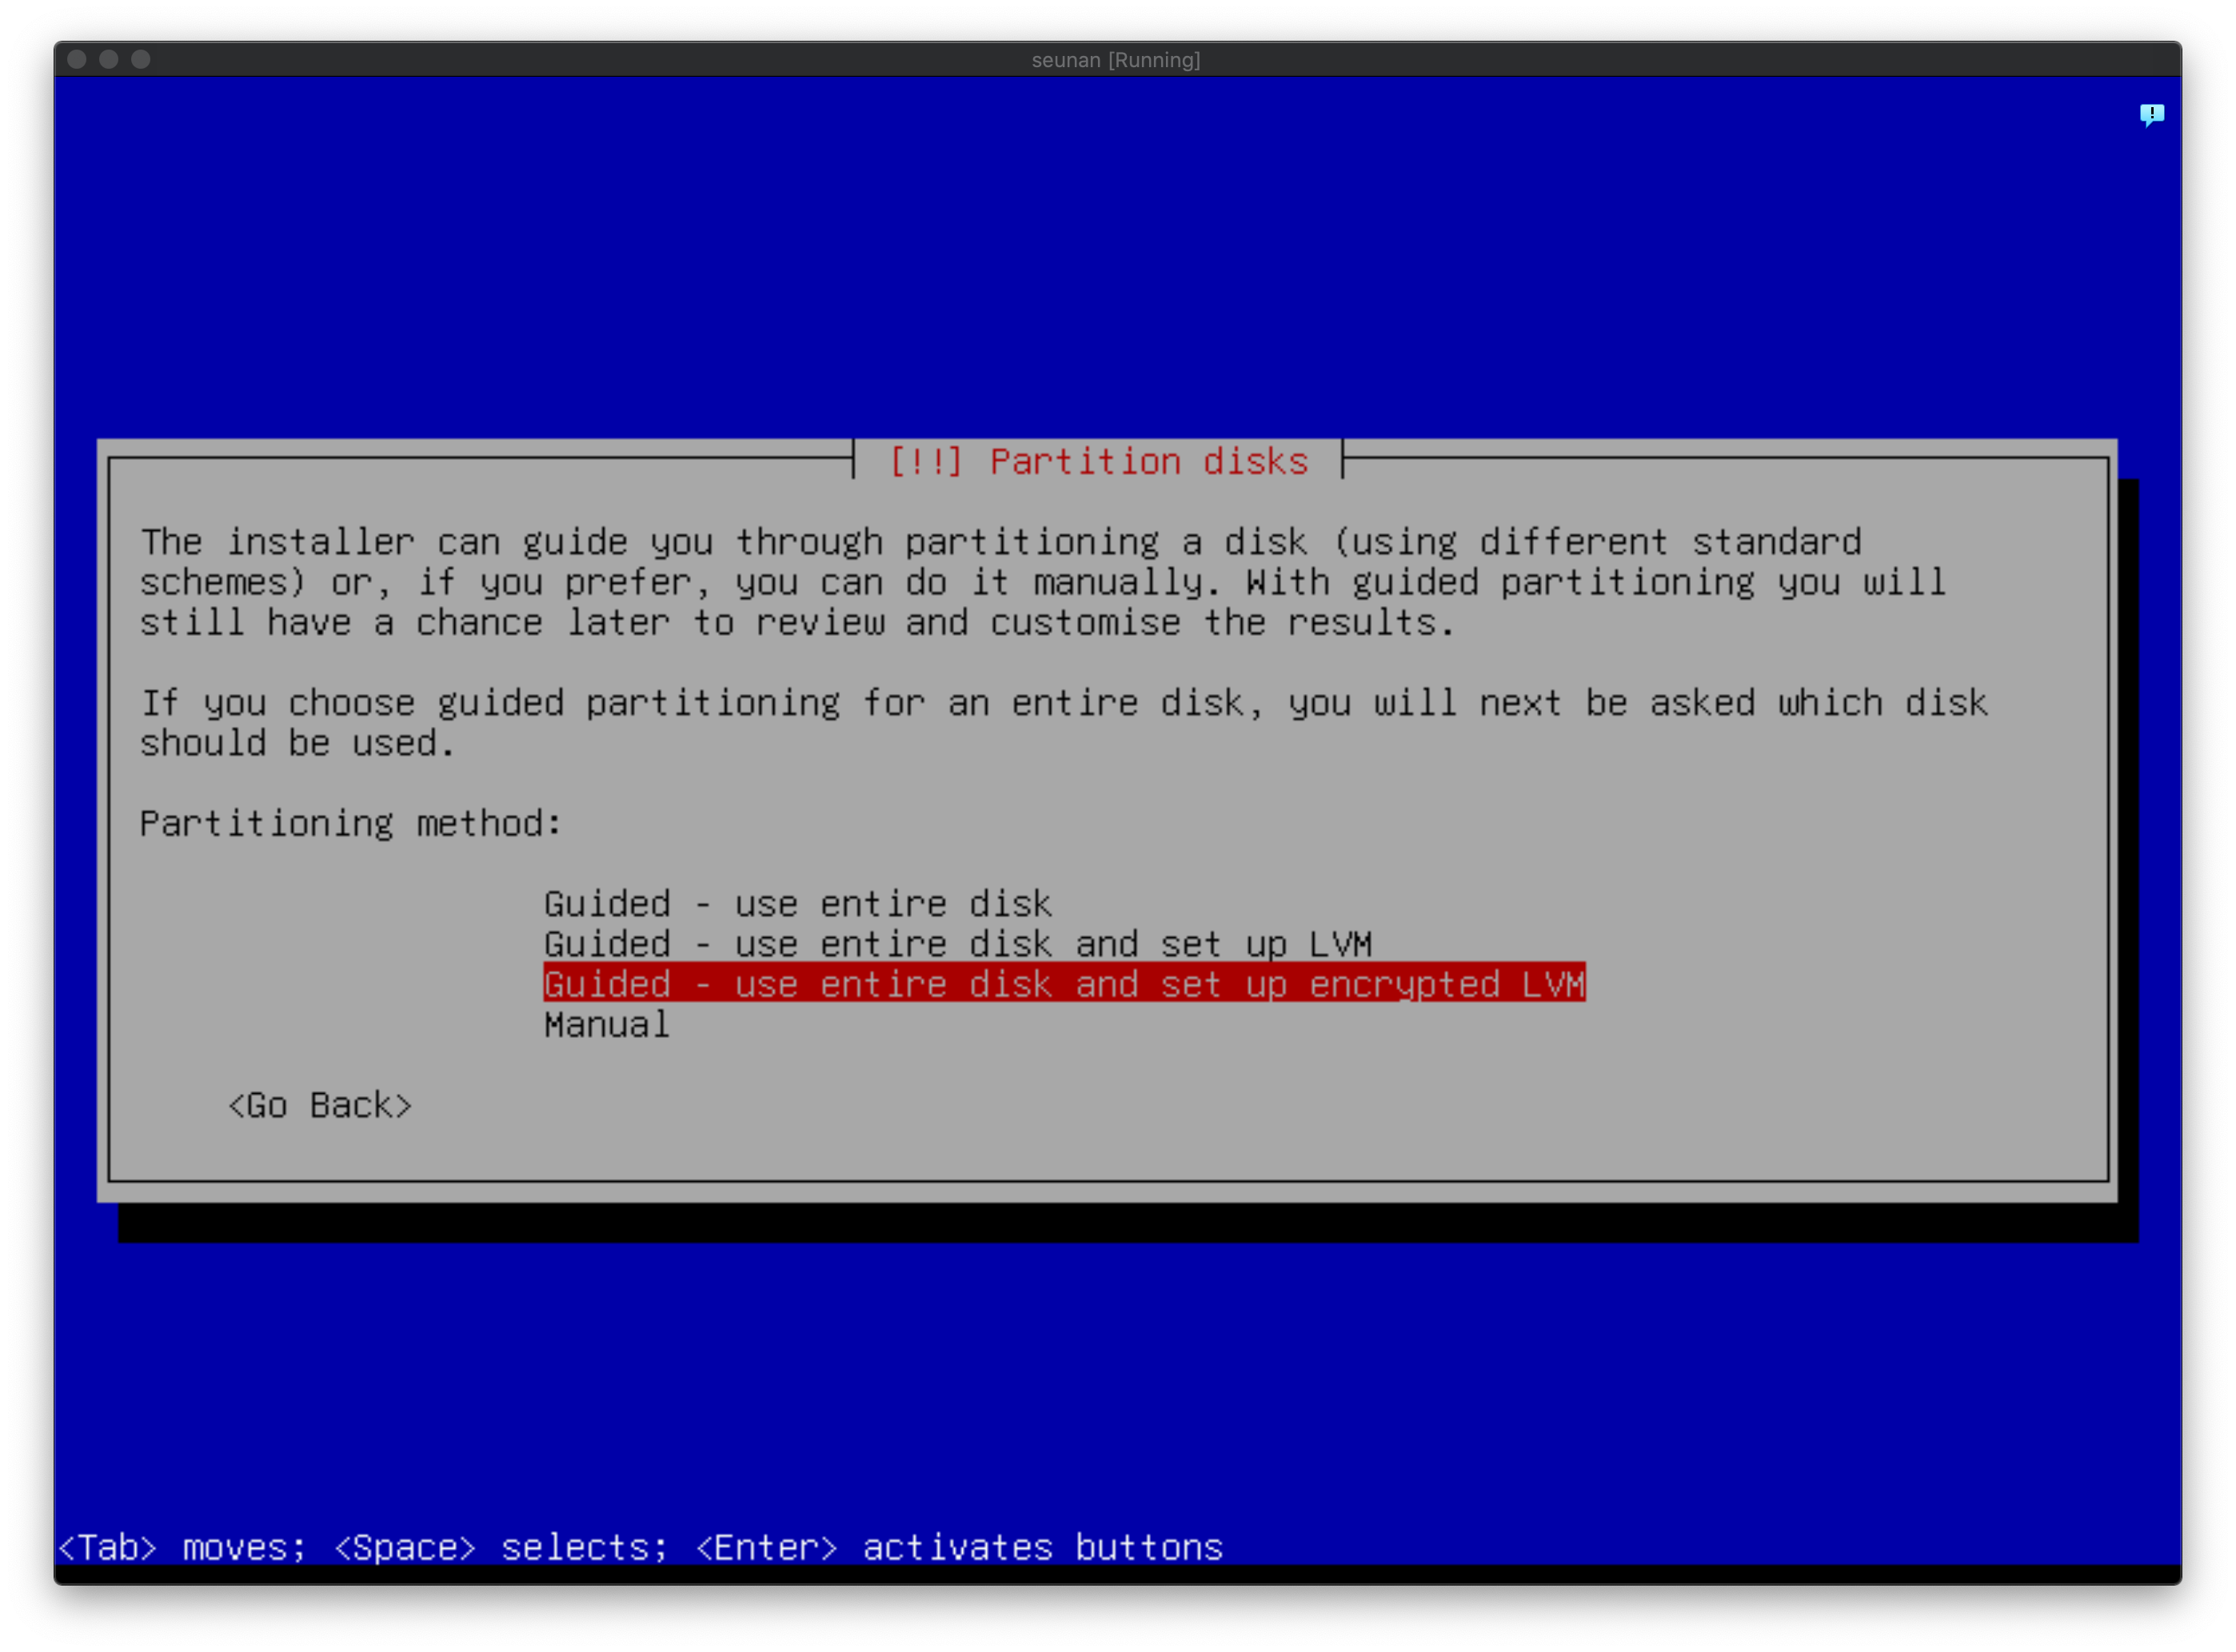 seunan [Running]
[!!] Partition disks
The installer can guide you through partitioning a disk (using different standard
schemes) or, if you prefer, you can do it manually. With guided partitioning you will
still have a chance later to review and customise the results.
If you choose guided partitioning for an entire disk, you will next be asked which disk
should be used.
Partitioning method:
Guided - use entire disk
Guided - use entire disk and set up LVM
Guided - use entire disk and set up encrypted LVM
Manual
<Go Back>
<Tab> moves; <Space> selects; <Enter> activates buttons